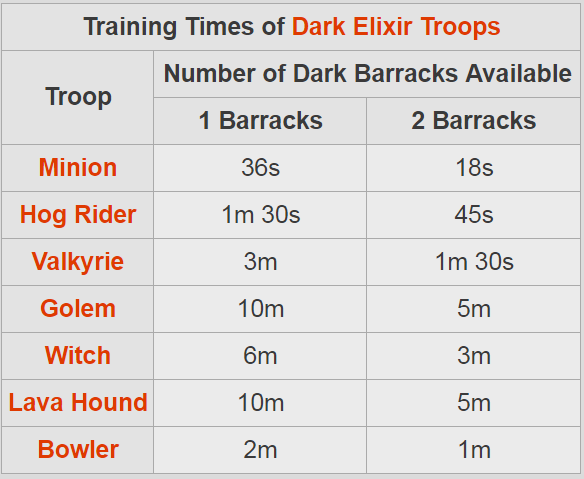 Training Times of Dark Elixir Troops
Troop
Number of Dark Barracks Available
1 Barracks 2 Barracks
Minion 36s 18s
Hog Rider 1m 30s 45s
Valkyrie 3m 1m 30s
Golem 10m 5m
Witch 6m 3m
Lava Hound 10m 5m
Bowler 2m 1m